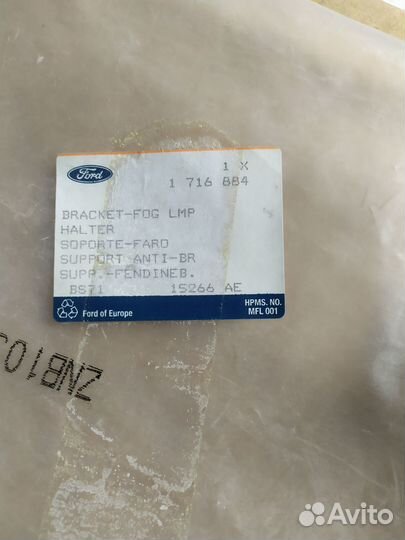 Ford
1 X
1 716 884
BRACKET-FOG LMP
HALTER
SOPORTE-FARO
SUPPORT ANTI-BR
SUPP.-FENDINEB.
BS71 15266 AE
Ford of Europe
HPMS. NO.
MFL 001
ZNB103
Avito